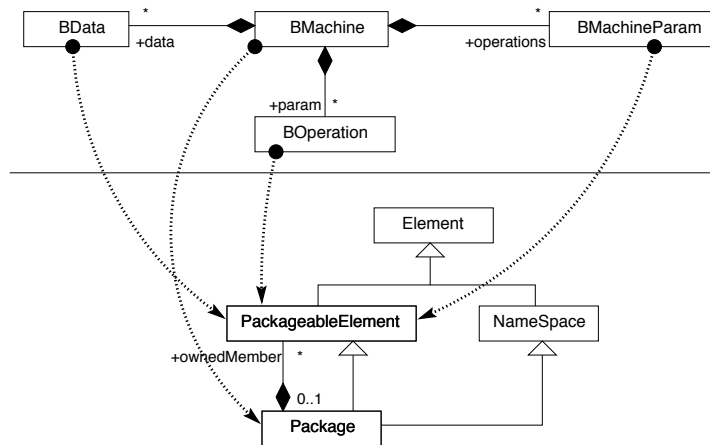 * *
BData BMachine BMachineParam
+data +operations
+param *
BOperation
Element
PackageableElement NameSpace
+ownedMember *
0..1
Package